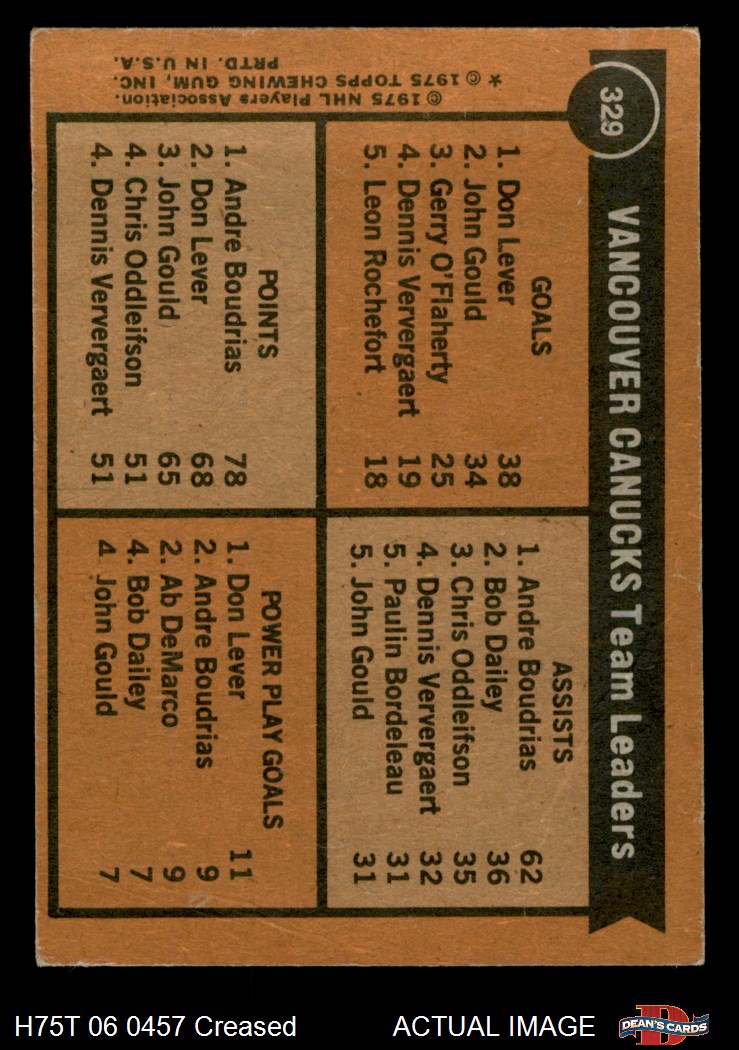 329
VANCOUVER CANUCKS Team Leaders
GOALS
1. Don Lever 38
2. John Gould 34
3. Gerry O'Flaherty 25
4. Dennis Ververgaert 19
5. Leon Rochefort 18
ASSISTS
1. Andre Boudrias 62
2. Bob Dailey 36
3. Chris Oddleifson 35
4. Dennis Ververgaert 32
5. Paulin Bordeleau 31
5. John Gould 31
POINTS
1. Andre Boudrias 78
2. Don Lever 68
3. John Gould 65
4. Chris Oddleifson 51
4. Dennis Ververgaert 51
POWER PLAY GOALS
1. Don Lever 11
2. Andre Boudrias 9
2. Ab DeMarco 9
4. Bob Dailey 7
4. John Gould 7
© 1975 NHL Players Association.
* © 1975 TOPPS CHEWING GUM, INC.
PRTD. IN U.S.A.
H75T 06 0457 Creased
ACTUAL IMAGE
D
DEAN'S CARDS